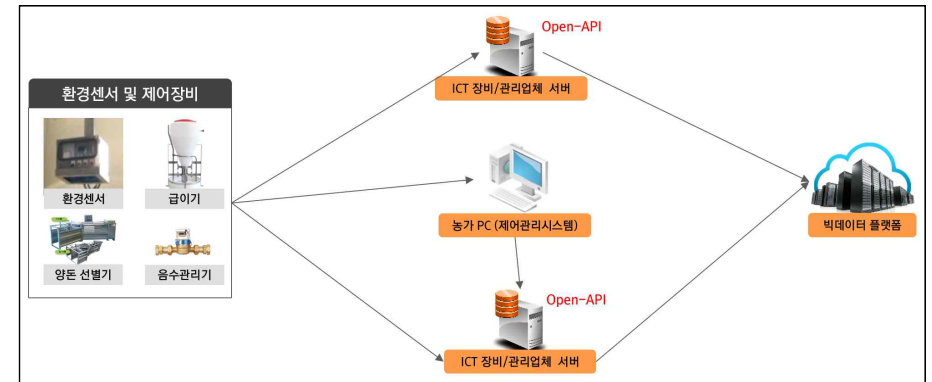 Open-API
ICT 장비/관리업체 서버
환경센서 및 제어장비
환경센서
급이기
양돈 선별기
음수관리기
농가 PC (제어관리시스템)
빅데이터 플랫폼
Open-API
ICT 장비/관리업체 서버